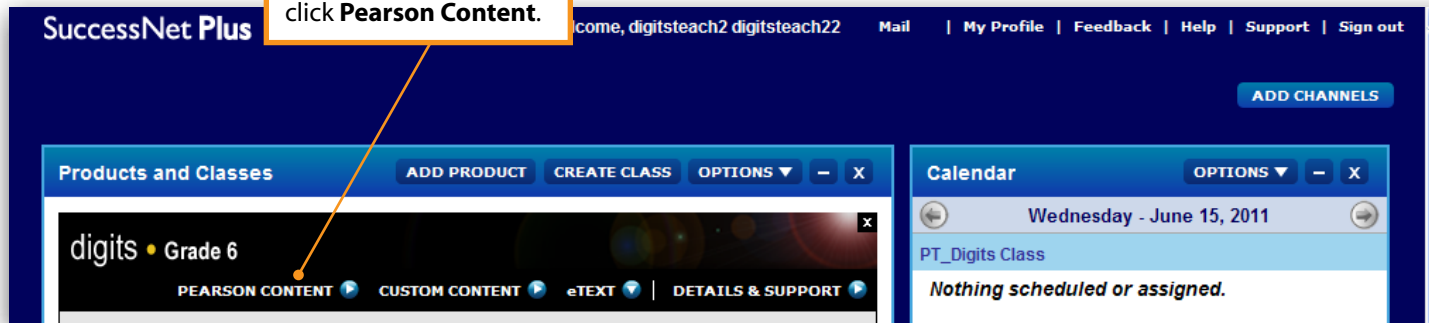 click Pearson Content.
SuccessNet Plus
come, digitsteach2 digitsteach22 Mail | My Profile | Feedback | Help | Support | Sign out
ADD CHANNELS
Products and Classes ADD PRODUCT CREATE CLASS OPTIONS ▼ – X
Calendar OPTIONS ▼ – X
Wednesday - June 15, 2011
PT_Digits Class
Nothing scheduled or assigned.
X
digits • Grade 6
PEARSON CONTENT CUSTOM CONTENT eTEXT | DETAILS & SUPPORT